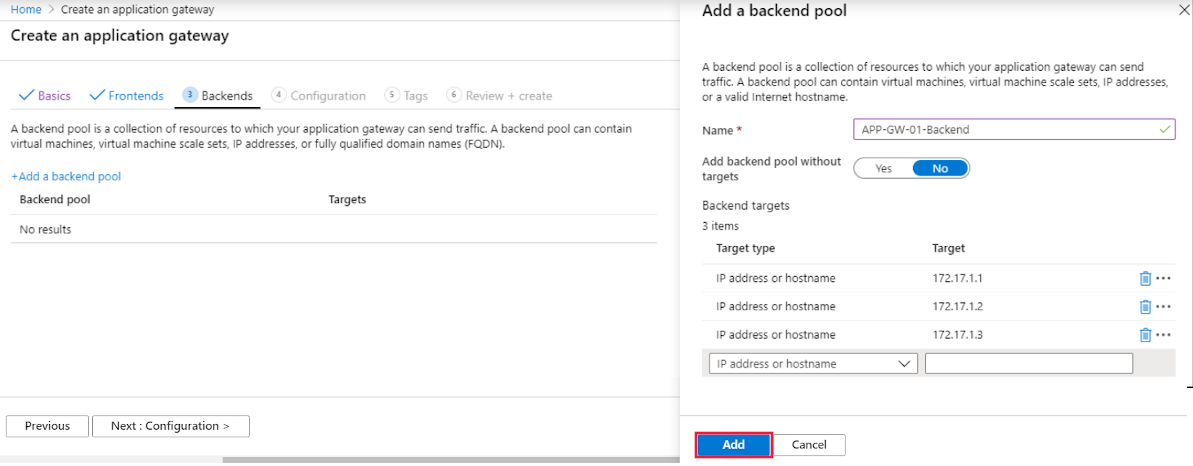 Home > Create an application gateway
Create an application gateway
Basics Frontends 3 Backends 4 Configuration 5 Tags 6 Review + create
A backend pool is a collection of resources to which your application gateway can send traffic. A backend pool can contain
virtual machines, virtual machine scale sets, IP addresses, or fully qualified domain names (FQDN).
+Add a backend pool
Backend pool Targets
No results
Previous Next : Configuration >
Add a backend pool
A backend pool is a collection of resources to which your application gateway can send
traffic. A backend pool can contain virtual machines, virtual machine scale sets, IP addresses,
or a valid Internet hostname.
Name * APP-GW-01-Backend
Add backend pool without
targets
Yes No
Backend targets
3 items
Target type Target
IP address or hostname 172.17.1.1
IP address or hostname 172.17.1.2
IP address or hostname 172.17.1.3
IP address or hostname
Add Cancel